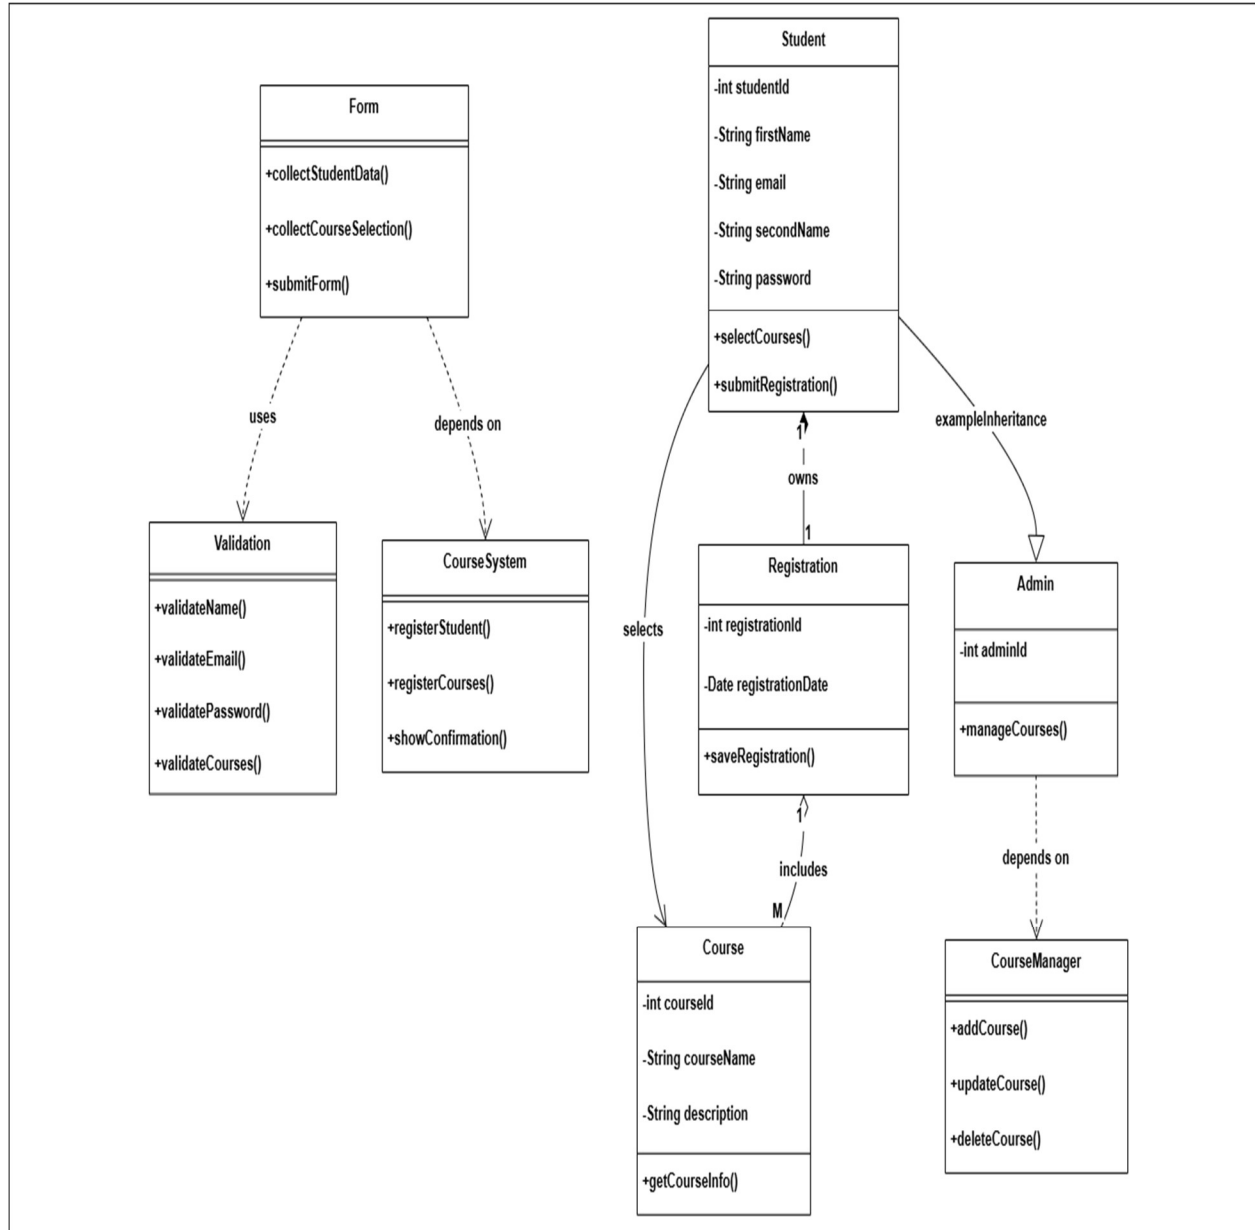 Student
-int studentId
-String firstName
-String email
-String secondName
-String password
+selectCourses()
+submitRegistration()
Form
+collectStudentData()
+collectCourseSelection()
+submitForm()
uses
depends on
exampleInheritance
1
owns
1
Validation
+validateName()
+validateEmail()
+validatePassword()
+validateCourses()
CourseSystem
+registerStudent()
+registerCourses()
+showConfirmation()
selects
Registration
-int registrationId
-Date registrationDate
+saveRegistration()
Admin
-int adminId
+manageCourses()
1
includes
M
depends on
Course
-int courseId
-String courseName
-String description
+getCourseInfo()
CourseManager
+addCourse()
+updateCourse()
+deleteCourse()